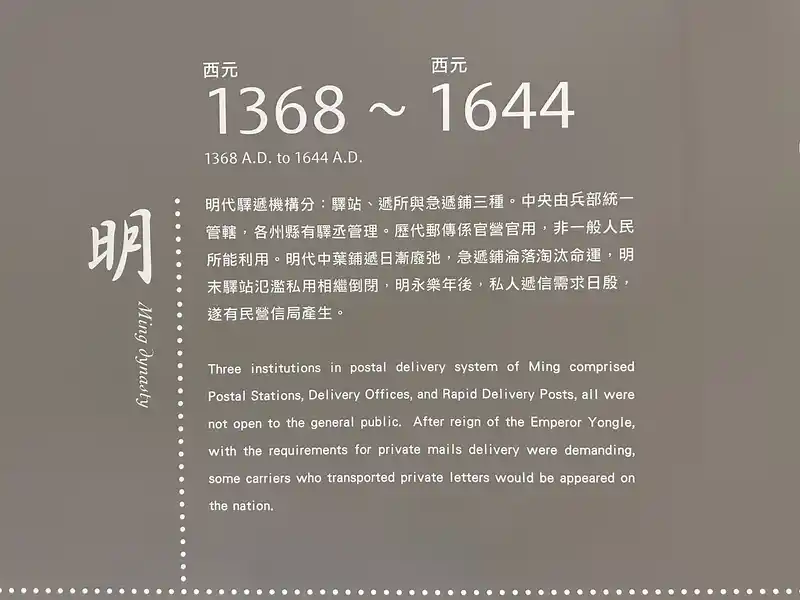 西元 西元
1368 ~ 1644
1368 A.D. to 1644 A.D.
明
Ming Dynasty
明代驛遞機構分：驛站、遞所與急遞鋪三種。中央由兵部統一
管轄，各州縣有驛丞管理。歷代郵傳係官營官用，非一般人民
所能利用。明代中葉鋪遞日漸廢弛，急遞鋪淪落淘汰命運，明
末驛站氾濫私用相繼倒閉，明永樂年後，私人遞信需求日殷，
遂有民營信局產生。
Three institutions in postal delivery system of Ming comprised
Postal Stations, Delivery Offices, and Rapid Delivery Posts, all were
not open to the general public. After reign of the Emperor Yongle,
with the requirements for private mails delivery were demanding,
some carriers who transported private letters would be appeared on
the nation.